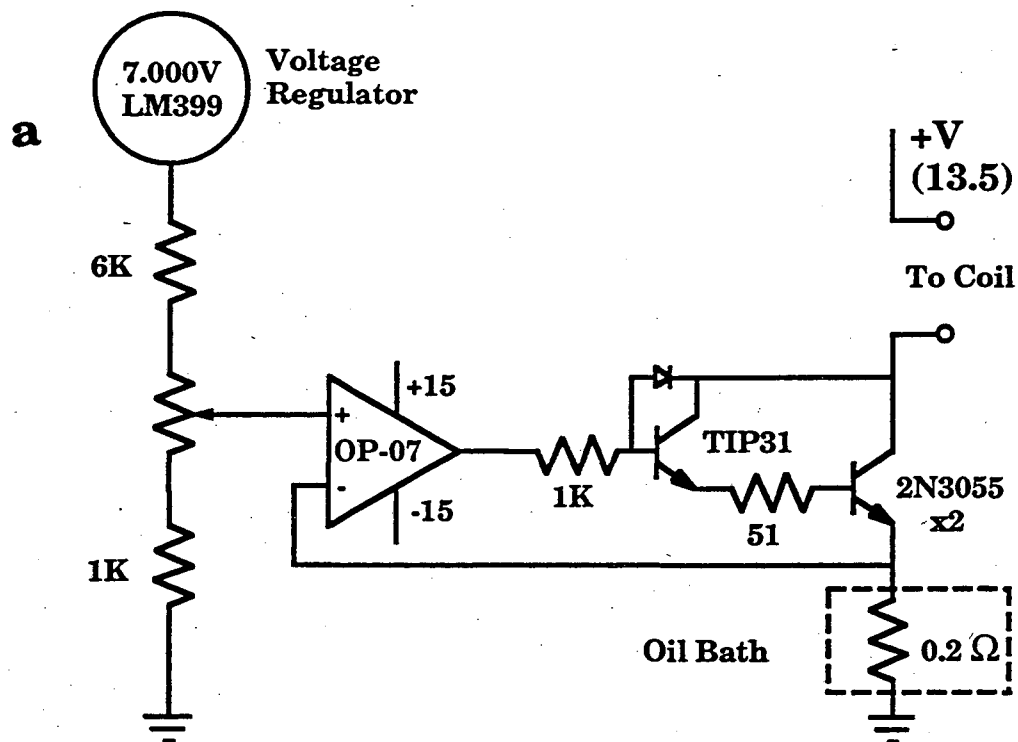 a
7.000V
LM399
Voltage
Regulator
+V
(13.5)
6K
To Coil
+15
+
OP-07
-
-15
1K
TIP31
51
2N3055
x2
1K
Oil Bath
0.2 Ω